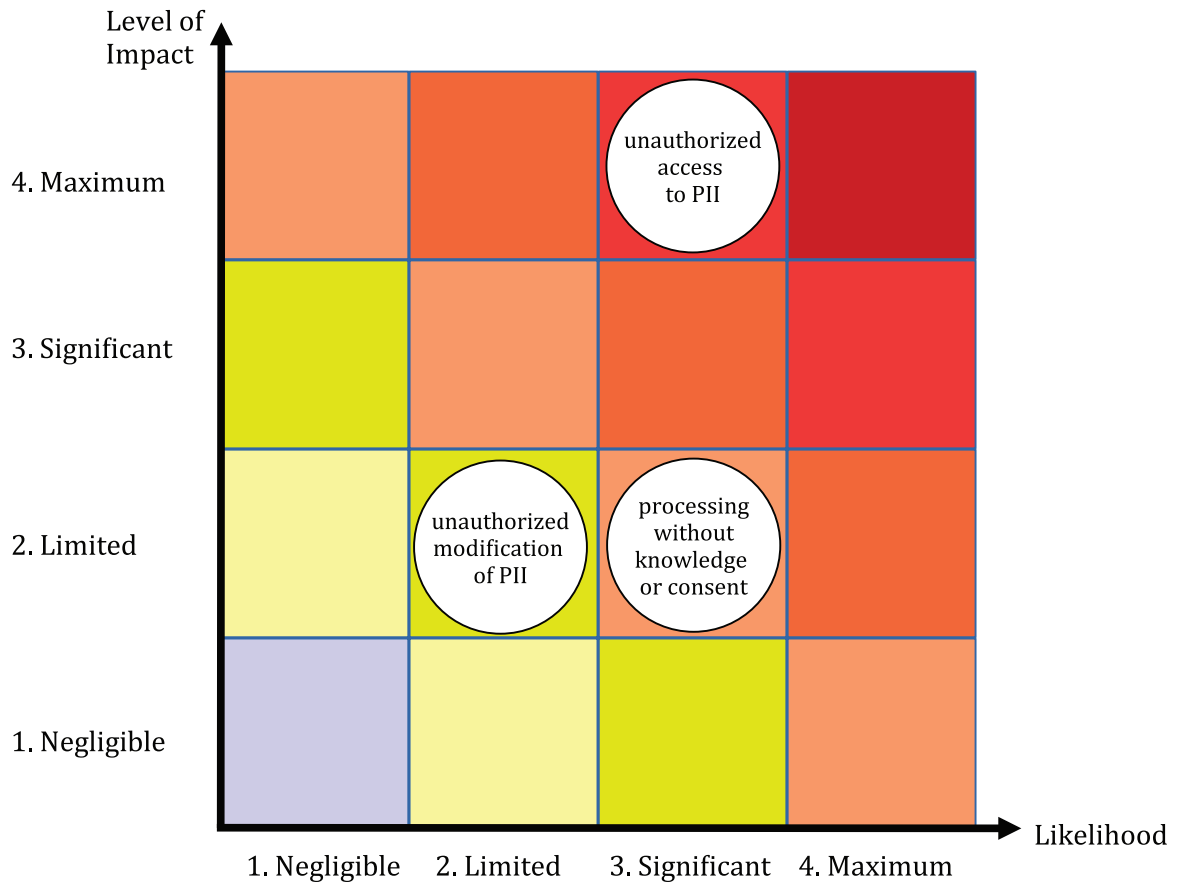 Level of
Impact
unauthorized
access
to PII
4. Maximum
3. Significant
unauthorized
modification
of PII
processing
without
knowledge
or consent
2. Limited
1. Negligible
Likelihood
1. Negligible
2. Limited
3. Significant
4. Maximum